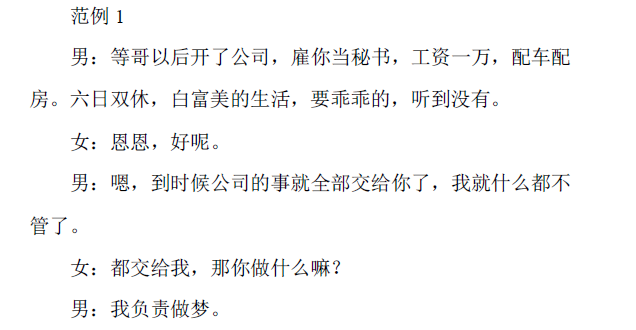 范例 1
男：等哥以后开了公司，雇你当秘书，工资一万，配车配
房。六日双休，白富美的生活，要乖乖的，听到没有。
女：恩恩，好呢。
男：嗯，到时候公司的事就全部交给你了，我就什么都不
管了。
女：都交给我，那你做什么嘛？
男：我负责做梦。